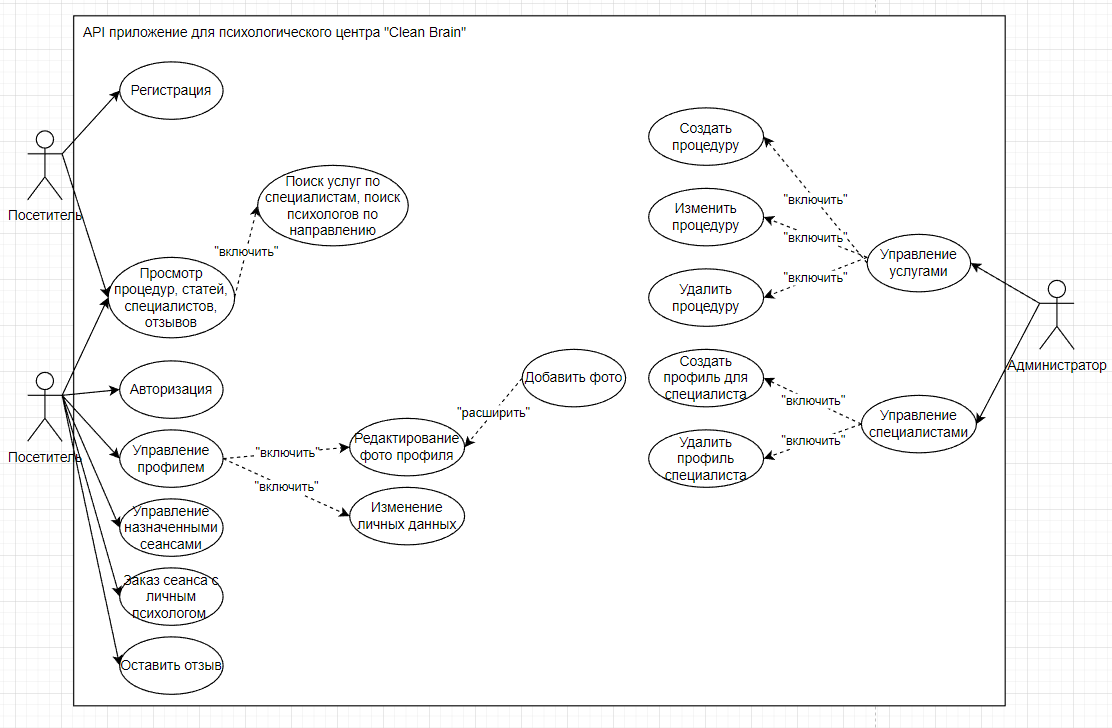 API приложение для психологического центра "Clean Brain"
Регистрация
Посетитель
Поиск услуг по
специалистам, поиск
психологов по
направлению
"включить"
Просмотр
процедур, статей,
специалистов,
отзывов
Посетитель
Авторизация
Управление
профилем
"включить"
"включить"
Редактирование
фото профиля
"расширить"
Добавить фото
Изменение
личных данных
Управление
назначенными
сеансами
Заказ сеанса с
личным
психологом
Оставить отзыв
Создать
процедуру
"включить"
Изменить
процедуру
"включить"
Удалить
процедуру
"включить"
Управление
услугами
Администратор
Создать
профиль для
специалиста
"включить"
Удалить
профиль
специалиста
"включить"
Управление
специалистами